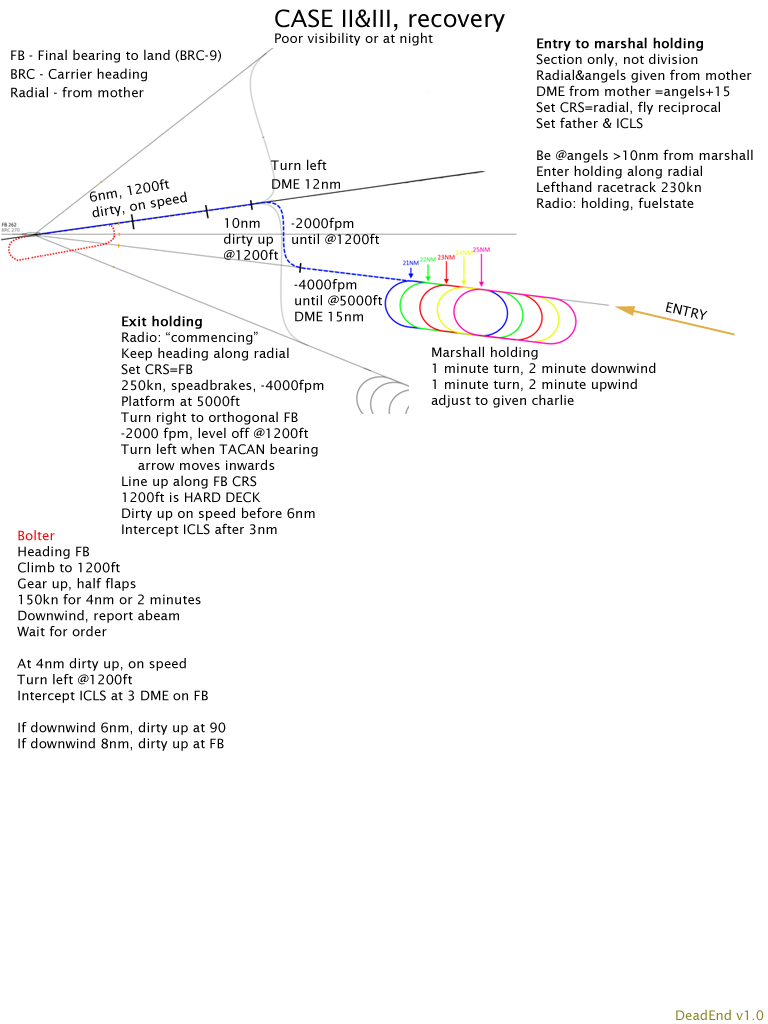 CASE II&III, recovery
Poor visibility or at night
FB - Final bearing to land (BRC-9)
BRC - Carrier heading
Radial - from mother
Entry to marshal holding
Section only, not division
Radial&angels given from mother
DME from mother =angels+15
Set CRS=radial, fly reciprocal
Set father & ICLS
Be @angels >10nm from marshall
Enter holding along radial
Lefthand racetrack 230kn
Radio: holding, fuelstate
Turn left
DME 12nm
6nm, 1200ft
dirty, on speed
FB 262
BRC 270
10nm
dirty up
@1200ft
-2000fpm
until @1200ft
-4000fpm
until @5000ft
DME 15nm
21NM
22NM
23NM
24NM
25NM
ENTRY
Marshall holding
1 minute turn, 2 minute downwind
1 minute turn, 2 minute upwind
adjust to given charlie
Exit holding
Radio: “commencing”
Keep heading along radial
Set CRS=FB
250kn, speadbrakes, -4000fpm
Platform at 5000ft
Turn right to orthogonal FB
-2000 fpm, level off @1200ft
Turn left when TACAN bearing
arrow moves inwards
Line up along FB CRS
1200ft is HARD DECK
Dirty up on speed before 6nm
Intercept ICLS after 3nm
Bolter
Heading FB
Climb to 1200ft
Gear up, half flaps
150kn for 4nm or 2 minutes
Downwind, report abeam
Wait for order
At 4nm dirty up, on speed
Turn left @1200ft
Intercept ICLS at 3 DME on FB
If downwind 6nm, dirty up at 90
If downwind 8nm, dirty up at FB
DeadEnd v1.0